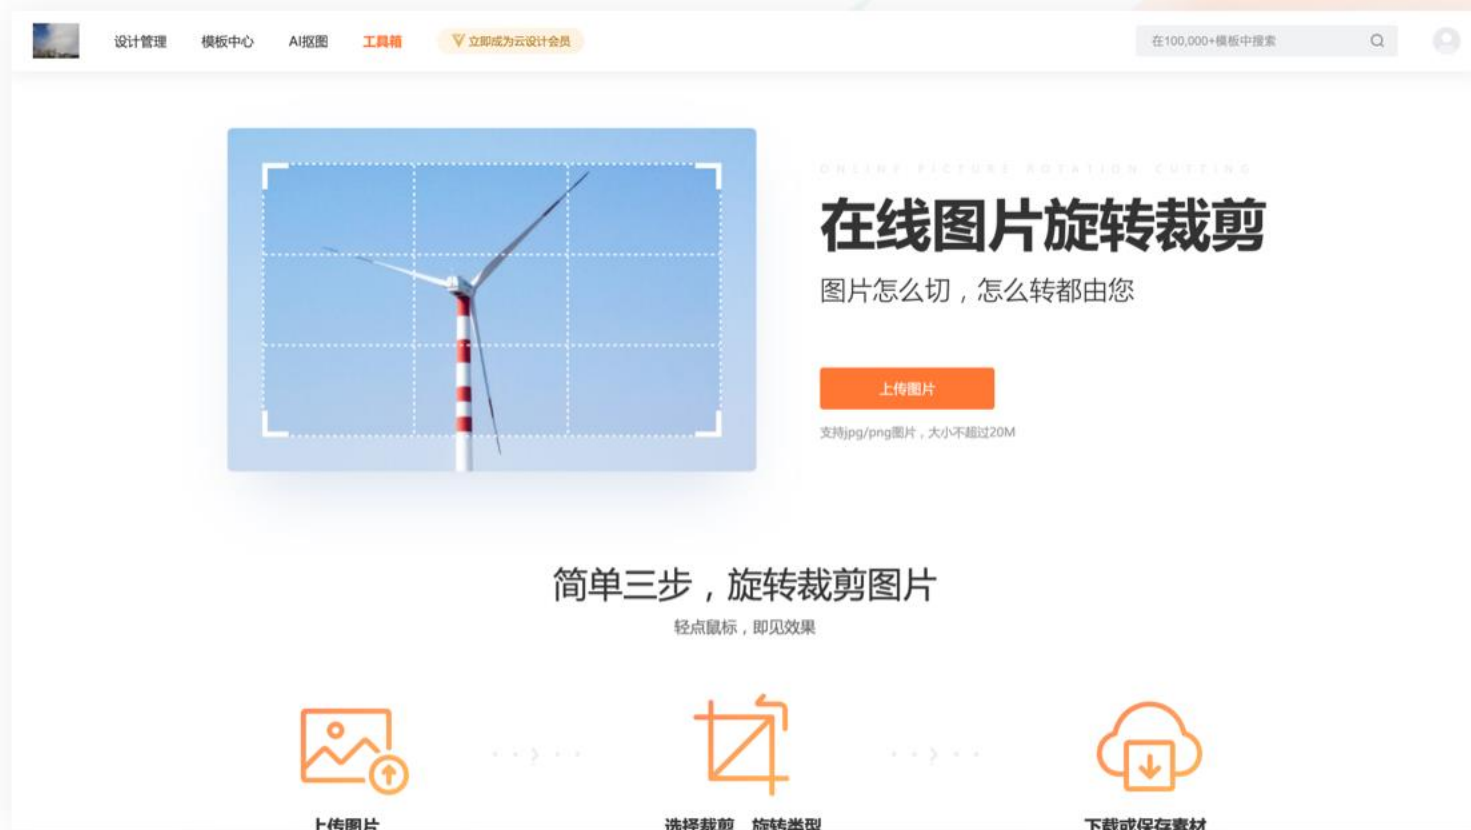 设计管理 模板中心 AI抠图 工具箱 立即成为云设计会员 在100,000+模板中搜索
ONLINE PICTURE ROTATION CUTTING
在线图片旋转裁剪
图片怎么切，怎么转都由您
上传图片
支持jpg/png图片，大小不超过20M
简单三步，旋转裁剪图片
轻点鼠标，即见效果
上传图片 选择裁剪、旋转类型 下载或保存素材